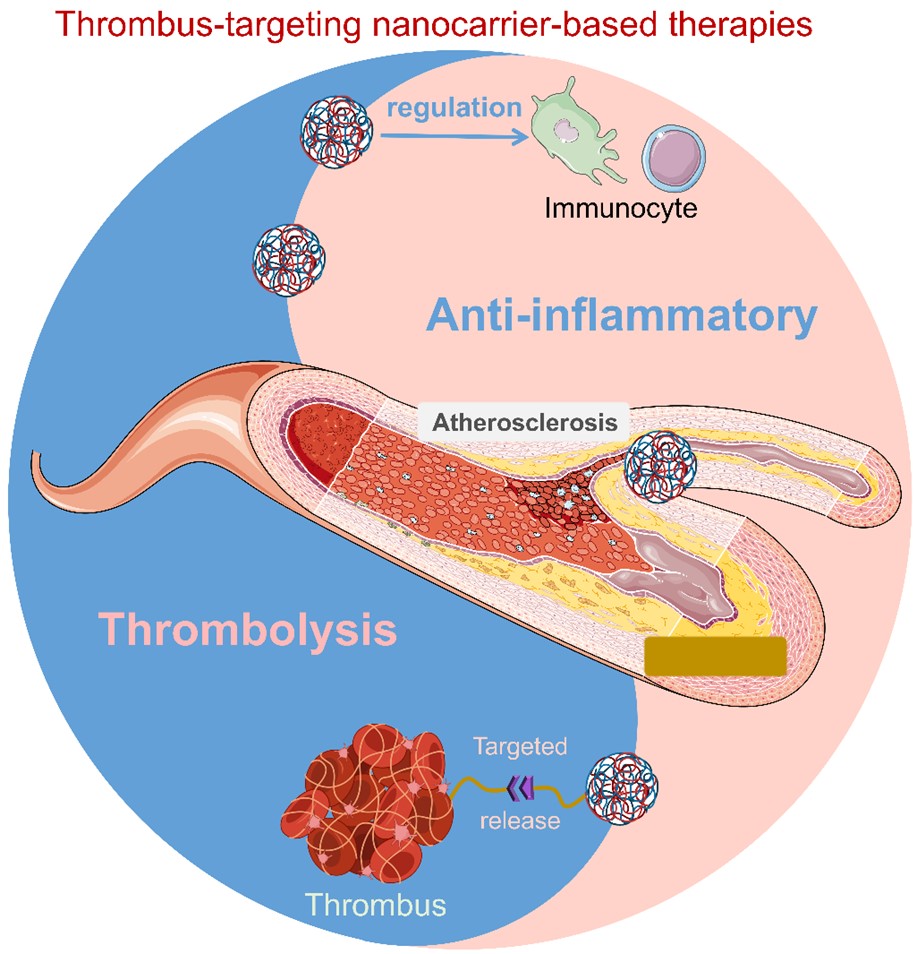 Thrombus-targeting nanocarrier-based therapies
regulation
Immunocyte
Anti-inflammatory
Atherosclerosis
Thrombolysis
Targeted
release
Thrombus